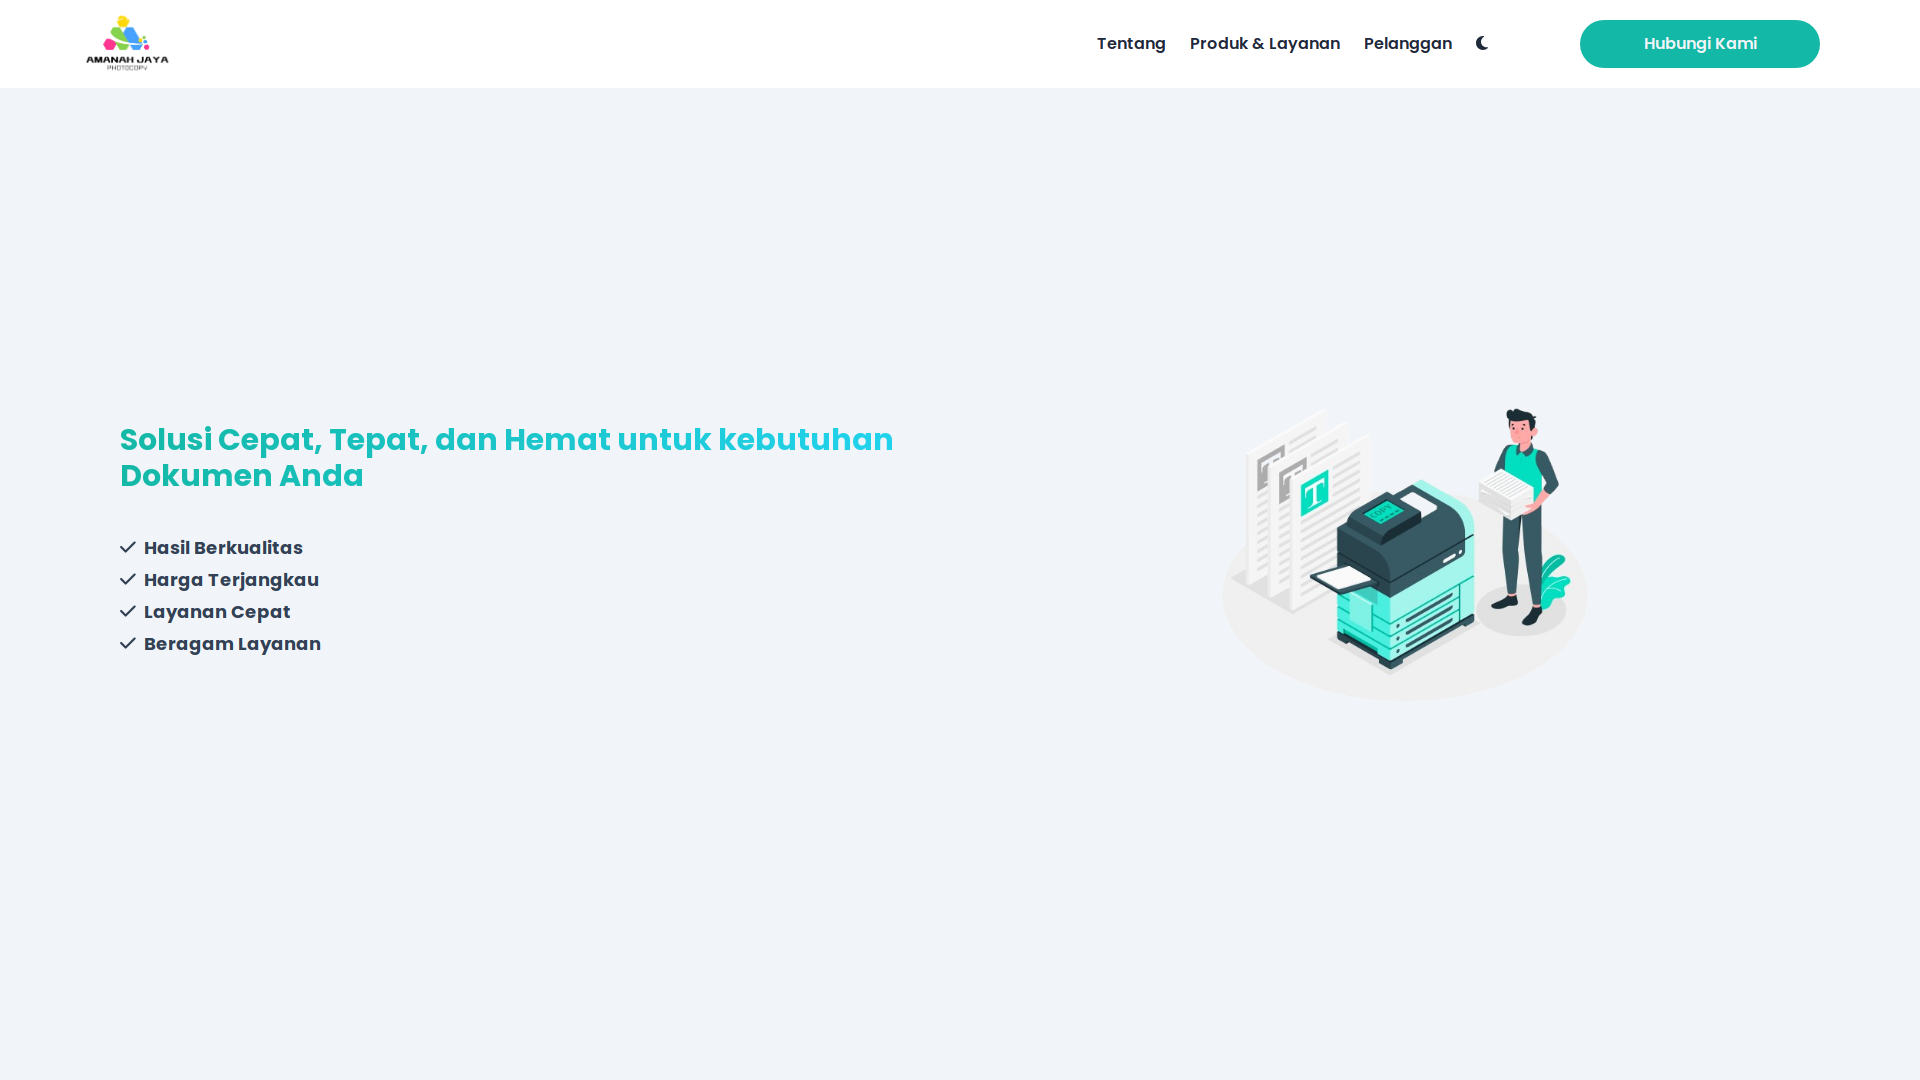 AMANAH JAYA
PHOTOCOPY
Tentang
Produk & Layanan
Pelanggan
Hubungi Kami
Solusi Cepat, Tepat, dan Hemat untuk kebutuhan
Dokumen Anda
Hasil Berkualitas
Harga Terjangkau
Layanan Cepat
Beragam Layanan
T
T
T
COPY